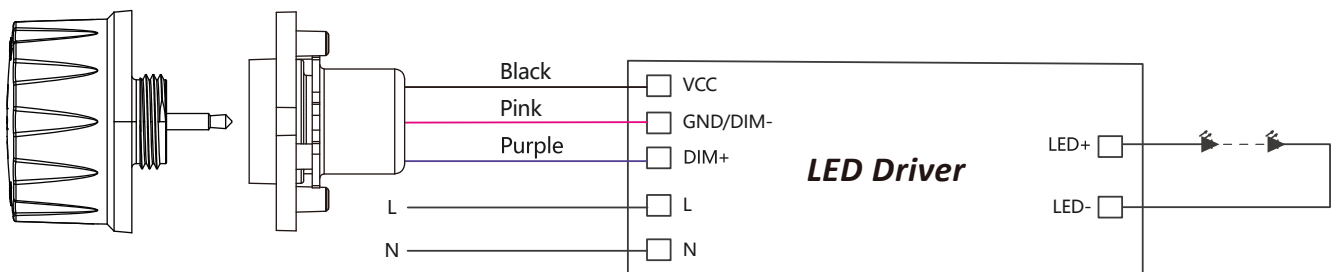 Black
VCC
Pink
GND/DIM-
Purple
DIM+
LED+
LED Driver
L
L
LED-
N
N